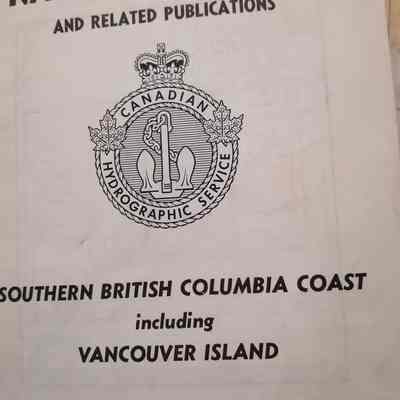 AND RELATED PUBLICATIONS
CANADIAN
HYDROGRAPHIC SERVICE
SOUTHERN BRITISH COLUMBIA COAST
including
VANCOUVER ISLAND